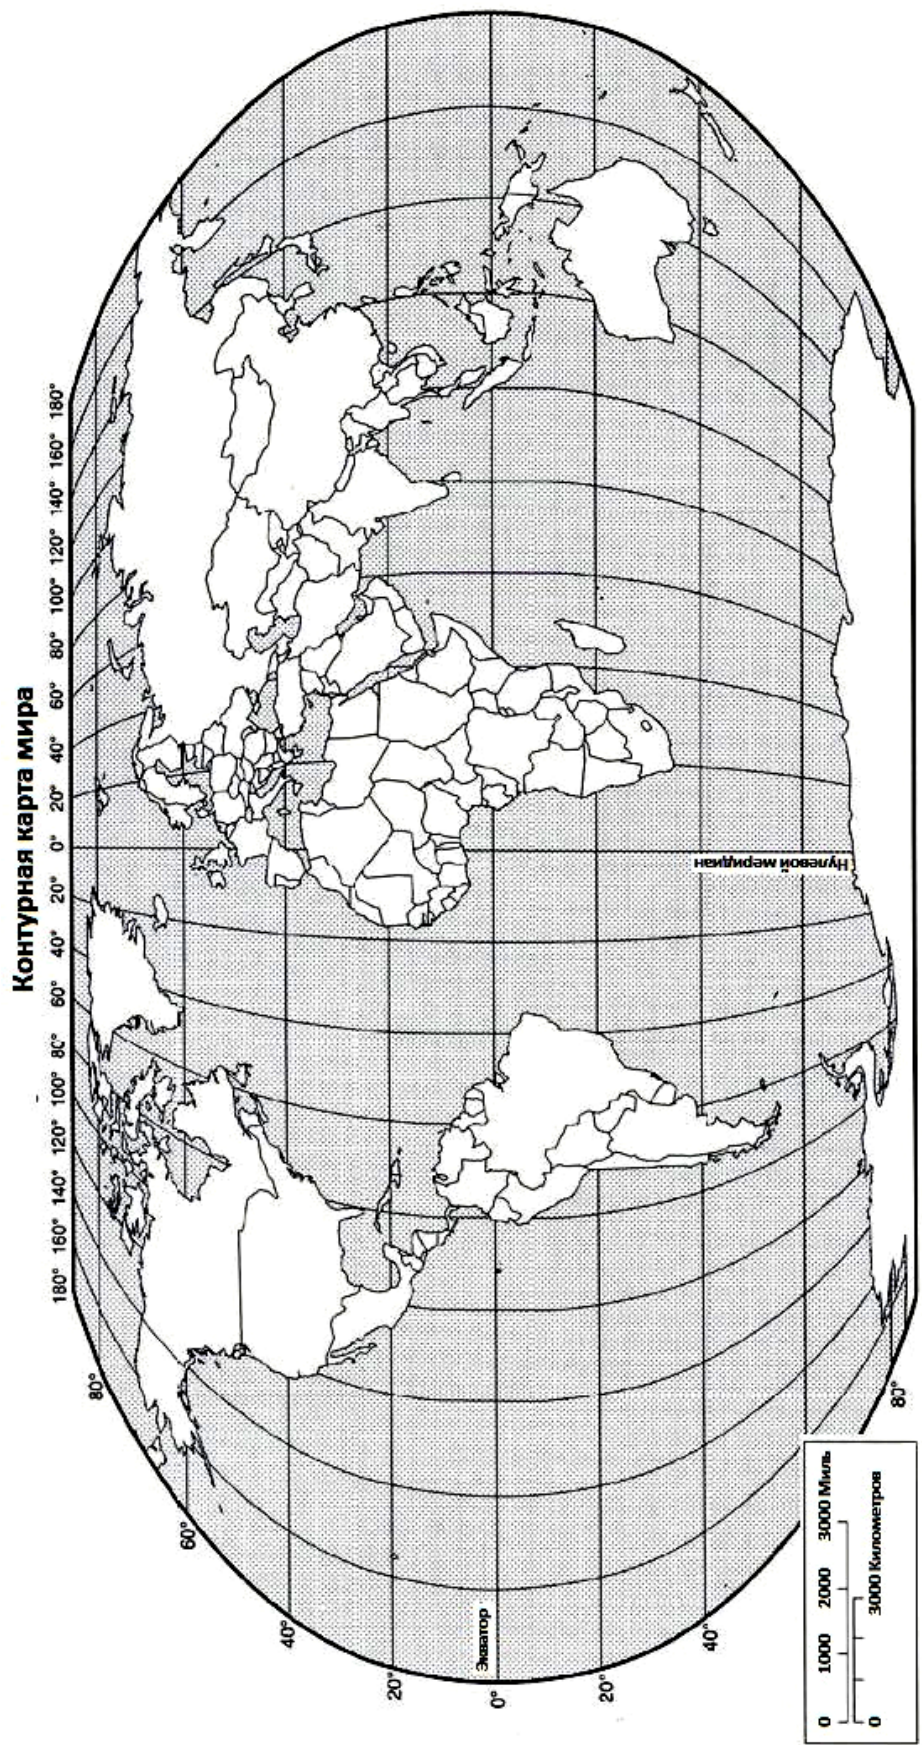 Контурная карта мира
180° 160° 140° 120° 100° 80° 60° 40° 20° 0° 20° 40° 60° 80° 100° 120° 140° 160° 180°
80°
60°
40°
20°
Экватор
0°
20°
40°
80°
Нулевой меридиан
0 1000 2000 3000 Миль
0 3000 Километров